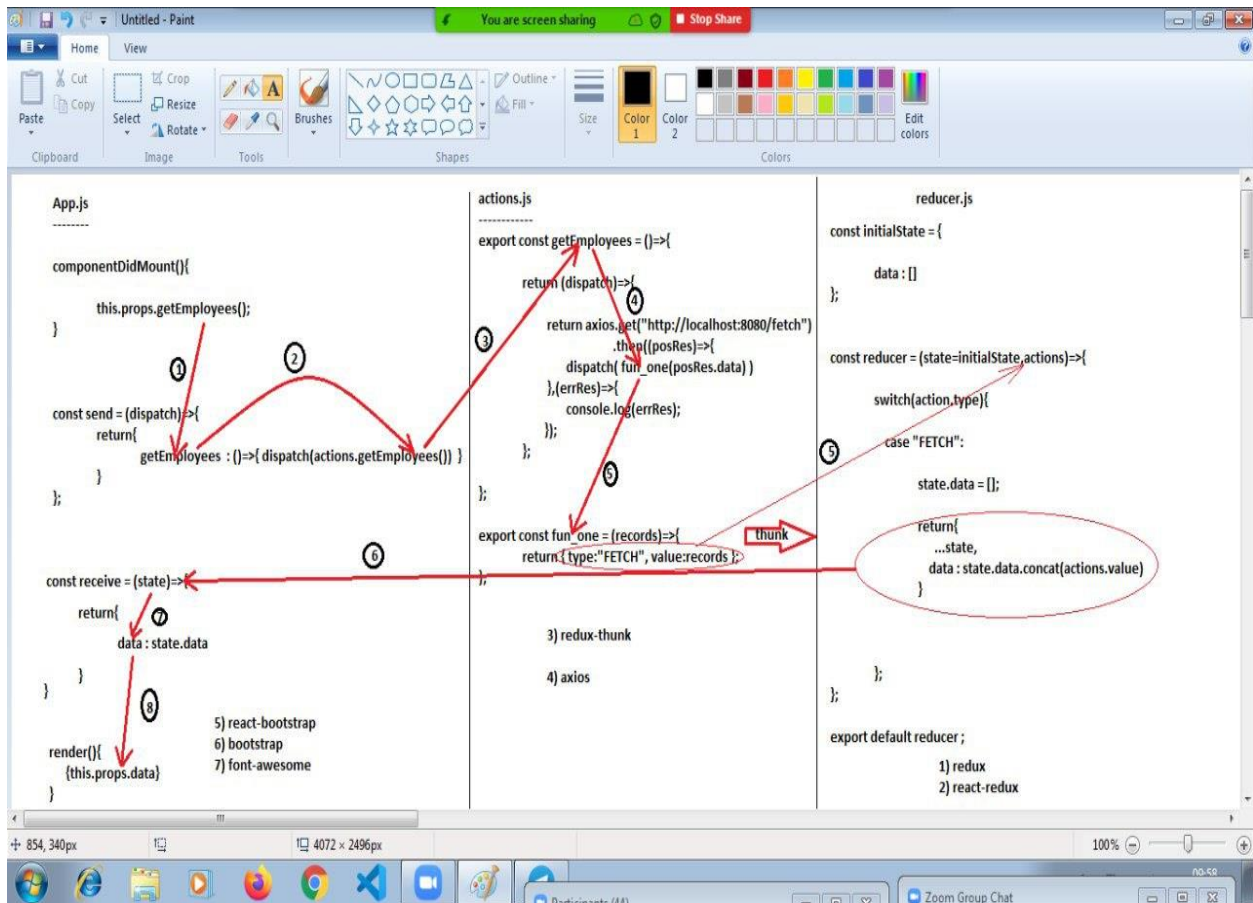 Untitled - Paint
You are screen sharing
Stop Share
Home
View
Paste
Cut
Copy
Clipboard
Select
Crop
Resize
Rotate
Image
A
Tools
Brushes
Outline
Fill
Shapes
Size
Color 1
Color 2
Edit colors
Colors
App.js
--------
componentDidMount(){
this.props.getEmployees();
}
1
2
const send = (dispatch)=>{
return{
getEmployees : ()=>{ dispatch(actions.getEmployees()) }
}
};
6
const receive = (state)=>{
return{
7
data : state.data
}
}
8
render(){
{this.props.data}
}
5) react-bootstrap
6) bootstrap
7) font-awesome
actions.js
------------
export const getEmployees = ()=>{
return (dispatch)=>{
4
3
return axios.get("http://localhost:8080/fetch")
.then((posRes)=>{
dispatch( fun_one(posRes.data) )
},(errRes)=>{
console.log(errRes);
});
};
5
};
export const fun_one = (records)=>{
return { type:"FETCH", value:records };
};
thunk
3) redux-thunk
4) axios
reducer.js
const initialState = {
data : []
};
const reducer = (state=initialState,actions)=>{
switch(action,type){
case "FETCH":
5
state.data = [];
return{
...state,
data : state.data.concat(actions.value)
}
};
};
export default reducer ;
1) redux
2) react-redux
854, 340px
4072 × 2496px
100%
Participants (44)
Zoom Group Chat
09:58